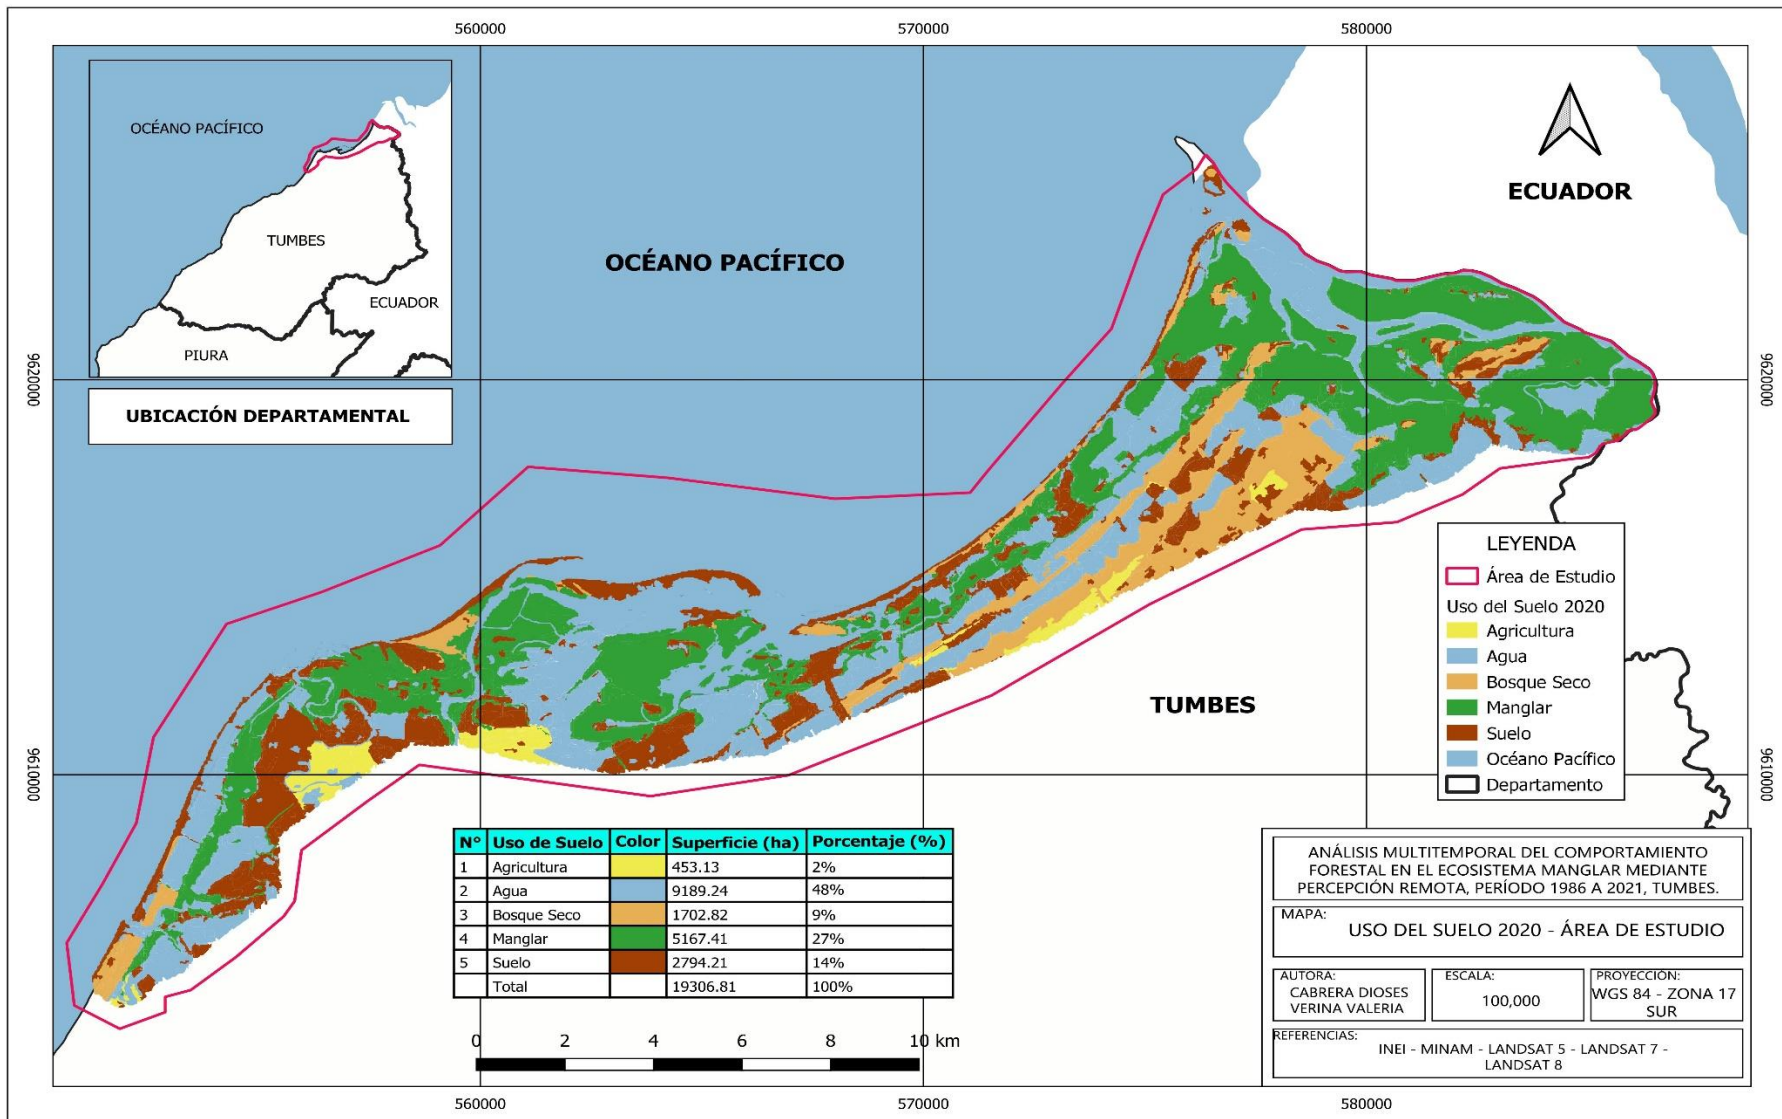 560000
570000
580000
OCÉANO PACÍFICO
TUMBES
ECUADOR
PIURA
UBICACIÓN DEPARTAMENTAL
OCÉANO PACÍFICO
ECUADOR
TUMBES
9620000
9620000
9610000
9610000
LEYENDA
Área de Estudio
Uso del Suelo 2020
Agricultura
Agua
Bosque Seco
Manglar
Suelo
Océano Pacífico
Departamento
N° Uso de Suelo Color Superficie (ha) Porcentaje (%)
1 Agricultura 453.13 2%
2 Agua 9189.24 48%
3 Bosque Seco 1702.82 9%
4 Manglar 5167.41 27%
5 Suelo 2794.21 14%
Total 19306.81 100%
0 2 4 6 8 10 km
ANÁLISIS MULTITEMPORAL DEL COMPORTAMIENTO
FORESTAL EN EL ECOSISTEMA MANGLAR MEDIANTE
PERCEPCIÓN REMOTA, PERÍODO 1986 A 2021, TUMBES.
MAPA:
USO DEL SUELO 2020 - ÁREA DE ESTUDIO
AUTORA:
CABRERA DIOSES
VERINA VALERIA
ESCALA:
100,000
PROYECCIÓN:
WGS 84 - ZONA 17
SUR
REFERENCIAS:
INEI - MINAM - LANDSAT 5 - LANDSAT 7 -
LANDSAT 8
560000
570000
580000